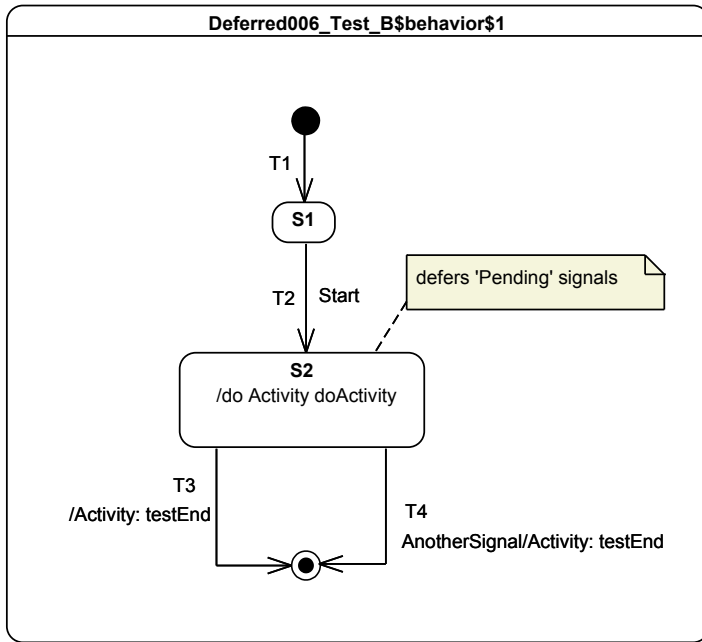 Deferred006_Test_B$behavior$1
T1
S1
defers 'Pending' signals
T2
Start
S2
/do Activity doActivity
T3
/Activity: testEnd
T4
AnotherSignal/Activity: testEnd